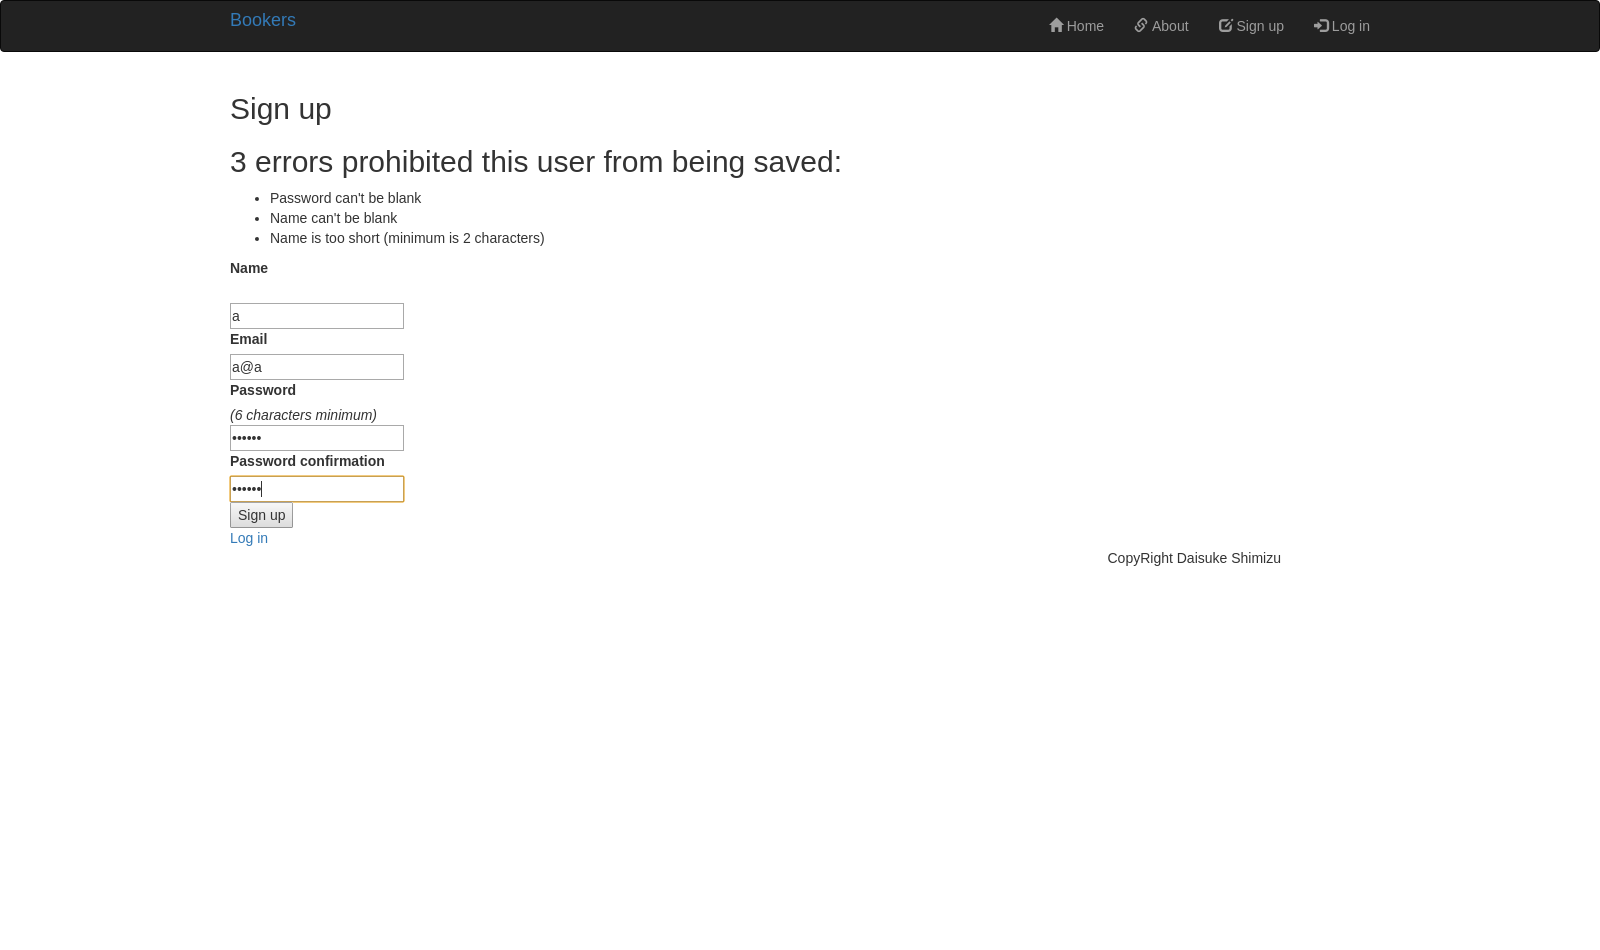 Bookers
Home About Sign up Log in
Sign up
3 errors prohibited this user from being saved:
• Password can't be blank
• Name can't be blank
• Name is too short (minimum is 2 characters)
Name
a
Email
a@a
Password
(6 characters minimum)
••••••
Password confirmation
••••••
Sign up
Log in
CopyRight Daisuke Shimizu